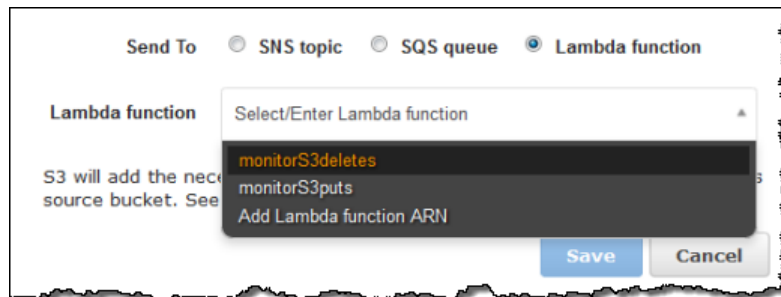 Send To SNS topic SQS queue Lambda function
Lambda function Select/Enter Lambda function
monitorS3deletes
S3 will add the nece s
monitorS3puts
source bucket. See
Add Lambda function ARN
Save Cancel